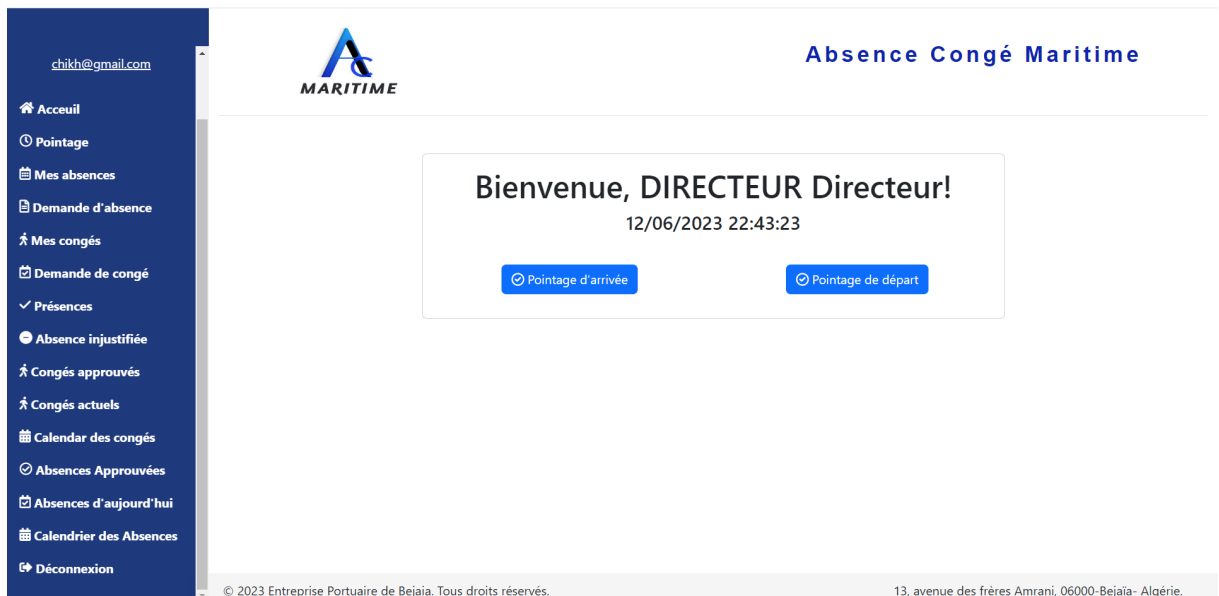 chikh@gmail.com
Acceuil
Pointage
Mes absences
Demande d'absence
Mes congés
Demande de congé
Présences
Absence injustifiée
Congés approuvés
Congés actuels
Calendar des congés
Absences Approuvées
Absences d'aujourd'hui
Calendrier des Absences
Déconnexion
AC
MARITIME
Absence Congé Maritime
Bienvenue, DIRECTEUR Directeur!
12/06/2023 22:43:23
Pointage d'arrivée
Pointage de départ
© 2023 Entreprise Portuaire de Bejaia. Tous droits réservés.
13, avenue des frères Amrani, 06000-Bejaïa- Algérie.